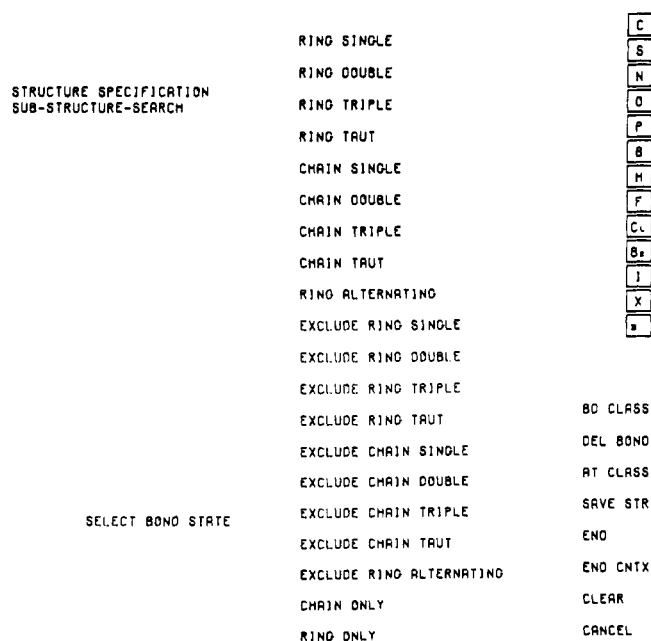 STRUCTURE SPECIFICATION
SUB-STRUCTURE-SEARCH
SELECT BOND STATE
RING SINGLE
RING DOUBLE
RING TRIPLE
RING TAUT
CHAIN SINGLE
CHAIN DOUBLE
CHAIN TRIPLE
CHAIN TAUT
RING ALTERNATING
EXCLUDE RING SINGLE
EXCLUDE RING DOUBLE
EXCLUDE RING TRIPLE
EXCLUDE RING TAUT
EXCLUDE CHAIN SINGLE
EXCLUDE CHAIN DOUBLE
EXCLUDE CHAIN TRIPLE
EXCLUDE CHAIN TAUT
EXCLUDE RING ALTERNATING
CHAIN ONLY
RING ONLY
C
S
N
O
P
B
H
F
CL
BR
I
X
BD CLASS
DEL BOND
AT CLASS
SAVE STR
END
END CNTX
CLEAR
CANCEL